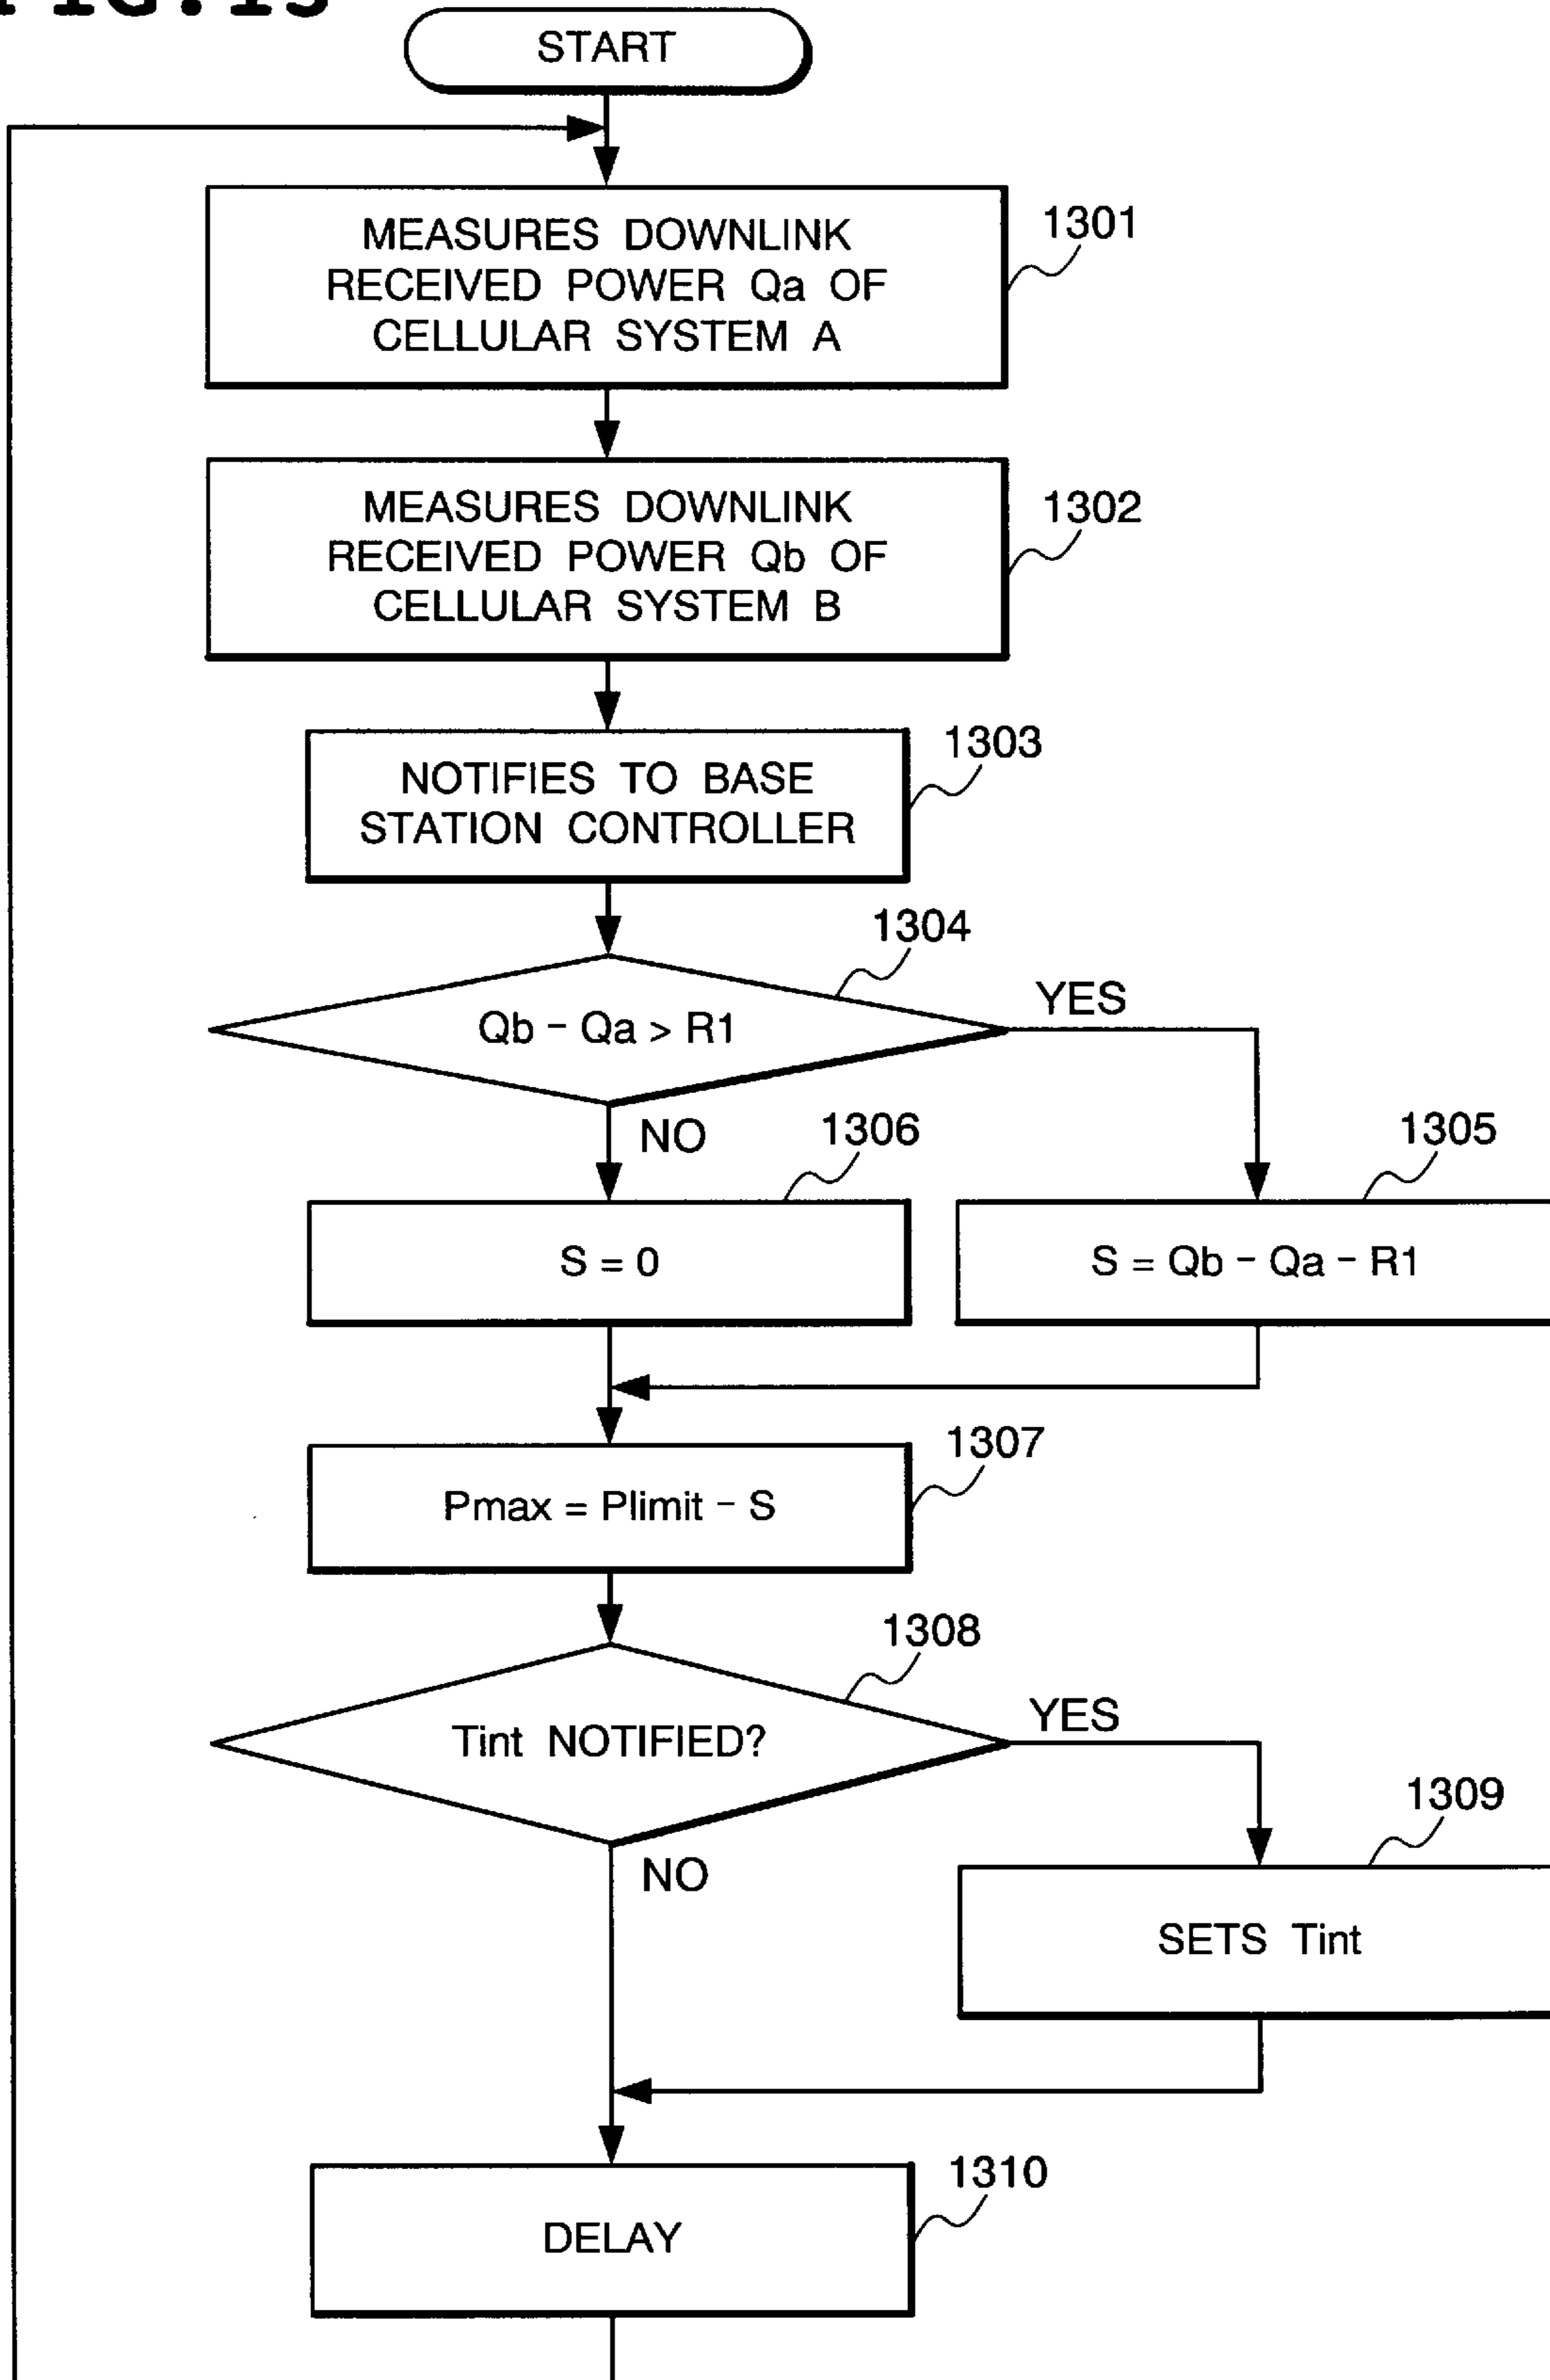 FIG.13
START
MEASURES DOWNLINK
RECEIVED POWER Qa OF
CELLULAR SYSTEM A
1301
MEASURES DOWNLINK
RECEIVED POWER Qb OF
CELLULAR SYSTEM B
1302
NOTIFIES TO BASE
STATION CONTROLLER
1303
1304
Qb - Qa > R1
YES
NO
1306
1305
S = 0
S = Qb - Qa - R1
1307
Pmax = Plimit - S
1308
Tint NOTIFIED?
YES
1309
NO
SETS Tint
1310
DELAY